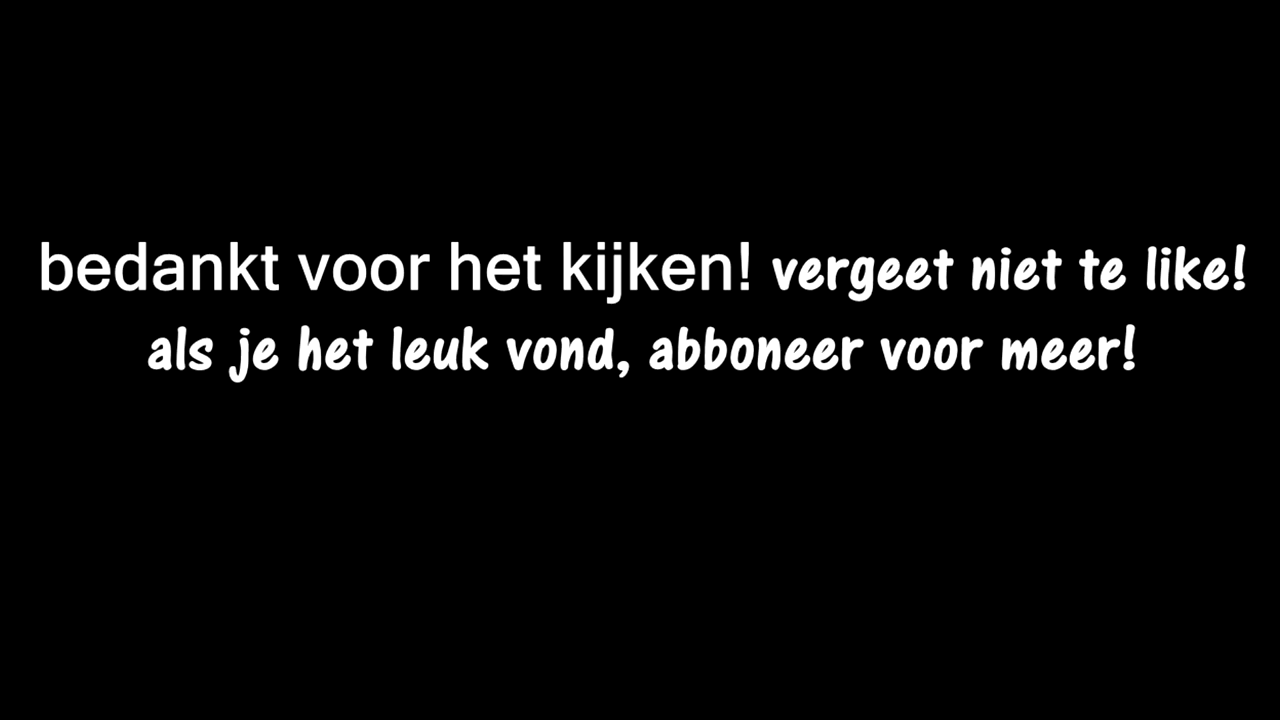 bedankt voor het kijken! vergeet niet te like!
als je het leuk vond, abboneer voor meer!